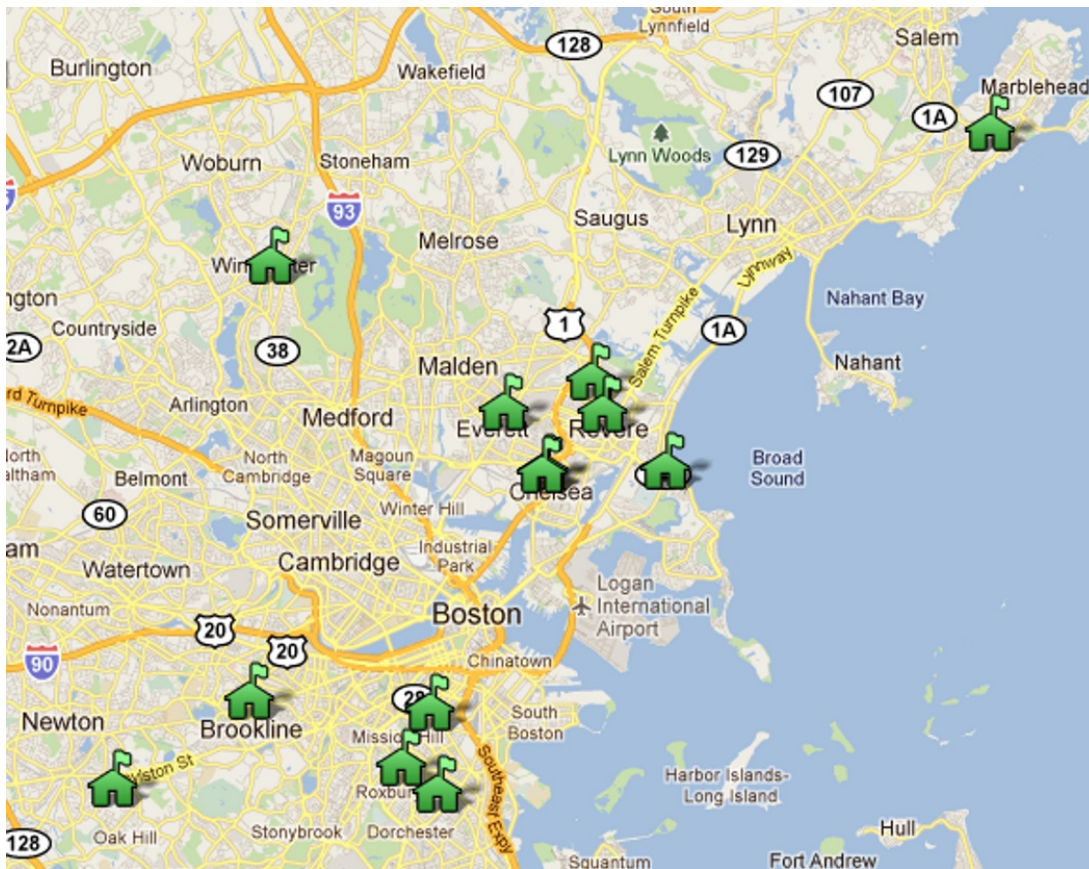 South
Lynnfield
128
Salem
Burlington
Wakefield
Marblehead
107
1A
Woburn
Stoneham
Lynn Woods
129
93
Saugus
Lynn
Melrose
Lynnway
Nahant Bay
1
Salem Turnpike
1A
Countryside
2A
38
Malden
Nahant
Arlington
Medford
Everett
Revere
North
Cambridge
Magoun
Square
Belmont
Broad
Sound
Chelsea
60
Somerville
Winter Hill
Industrial
Park
Cambridge
Watertown
Logan
International
Airport
Nonantum
Boston
20
20
90
Chinatown
28
Newton
Brookline
South
Boston
Mission Hill
Southeast Expy
Harbor Islands-
Long Island
Oak Hill
Stonybrook
Dorchester
Hull
128
Squantum
Fort Andrew